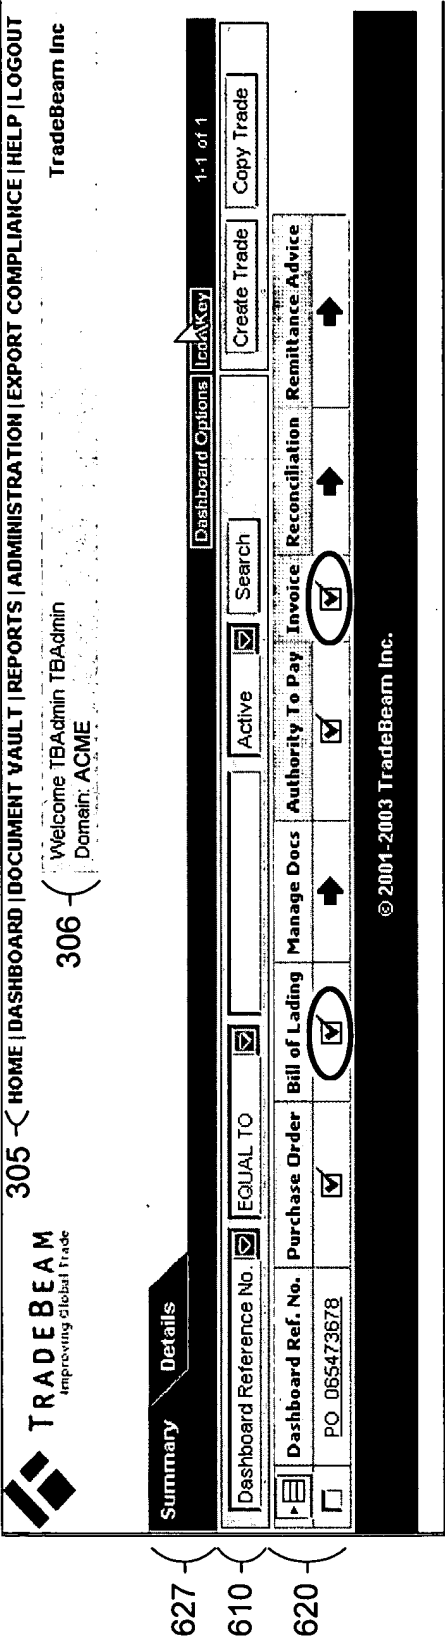 305 HOME | DASHBOARD | DOCUMENT VAULT | REPORTS | ADMINISTRATION | EXPORT COMPLIANCE | HELP | LOGOUT
TRADEBEAM
Improving Global Trade
306 Welcome TBAdmin TBAdmin
Domain: ACME
TradeBeam Inc
627 Summary Details
Dashboard Options Icon Key 1-1 of 1
610 Dashboard Reference No. EQUAL TO Active Search Create Trade Copy Trade
620 Dashboard Ref. No. Purchase Order Bill of Lading Manage Docs Authority To Pay Invoice Reconciliation Remittance Advice
PO 065473678
© 2001-2003 TradeBeam Inc.